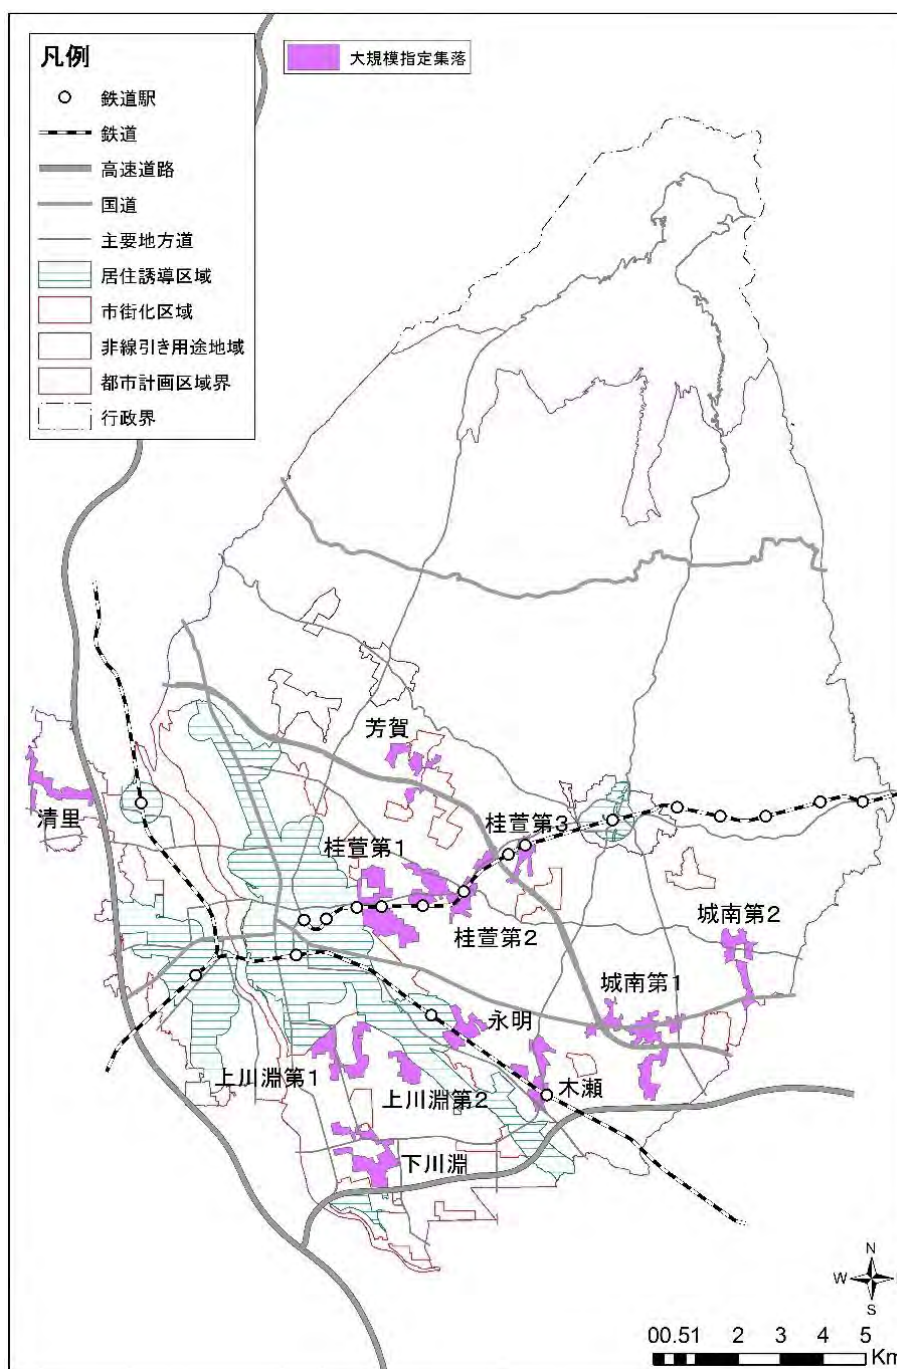 凡例
鉄道駅
鉄道
高速道路
国道
主要地方道
居住誘導区域
市街化区域
非線引き用途地域
都市計画区域界
行政界
大規模指定集落
芳賀
清里
桂萱第3
桂萱第1
城南第2
桂萱第2
城南第1
永明
上川淵第1
上川淵第2
木瀬
下川淵
N
W
S
00.51 2 3 4 5
Km